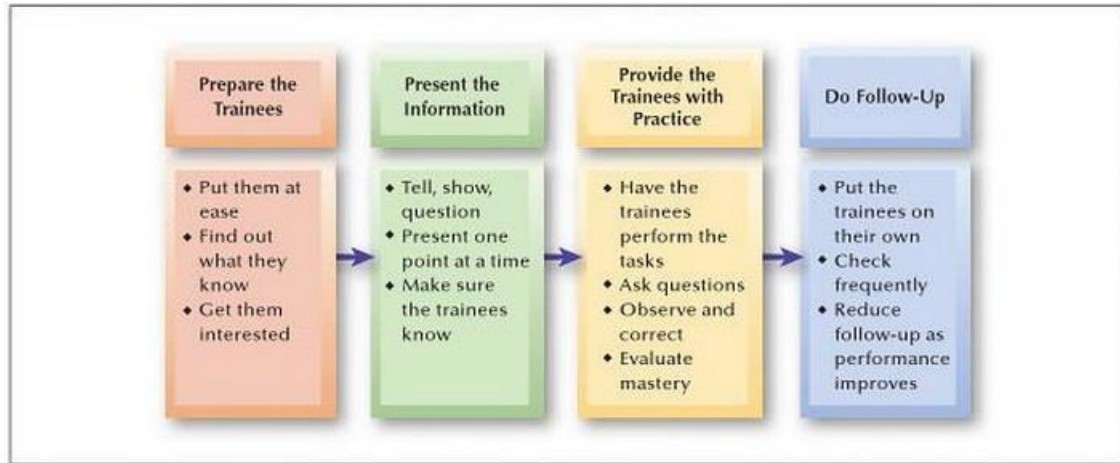 Prepare the
Trainees
Present the
Information
Provide the
Trainees with
Practice
Do Follow-Up
◆ Put them at
ease
◆ Find out
what they
know
◆ Get them
interested
◆ Tell, show,
question
◆ Present one
point at a time
◆ Make sure
the trainees
know
◆ Have the
trainees
perform the
tasks
◆ Ask questions
◆ Observe and
correct
◆ Evaluate
mastery
◆ Put the
trainees on
their own
◆ Check
frequently
◆ Reduce
follow-up as
performance
improves